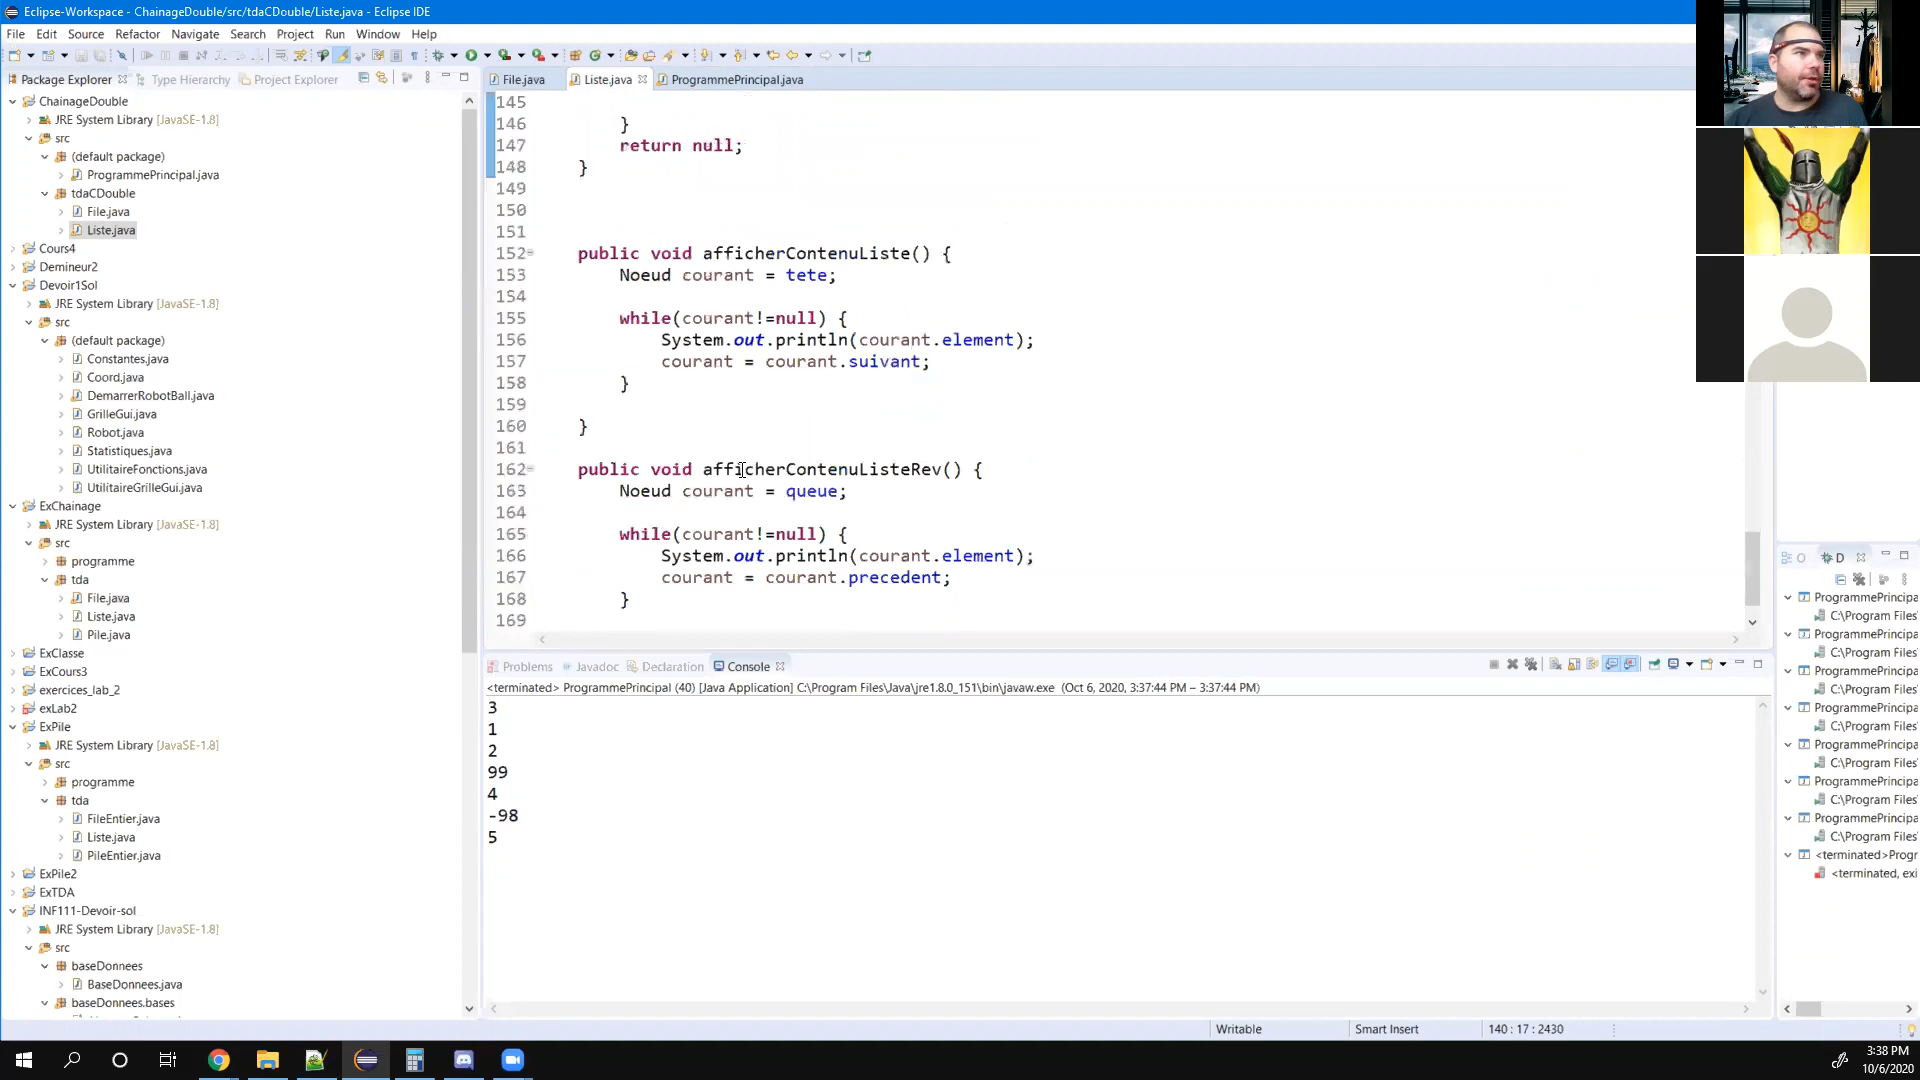 Eclipse-Workspace - ChainageDouble/src/tdaCDouble/Liste.java - Eclipse IDE
File Edit Source Refactor Navigate Search Project Run Window Help
Package Explorer Type Hierarchy Project Explorer
File.java Liste.java ProgrammePrincipal.java
ChainageDouble
JRE System Library [JavaSE-1.8]
src
(default package)
ProgrammePrincipal.java
tdaCDouble
File.java
Liste.java
Cours4
Demineur2
Devoir1Sol
JRE System Library [JavaSE-1.8]
src
(default package)
Constantes.java
Coord.java
DemarrerRobotBall.java
GrilleGui.java
Robot.java
Statistiques.java
UtilitaireFonctions.java
UtilitaireGrilleGui.java
ExChainage
JRE System Library [JavaSE-1.8]
src
programme
tda
File.java
Liste.java
Pile.java
ExClasse
ExCours3
exercices_lab_2
exLab2
ExPile
JRE System Library [JavaSE-1.8]
src
programme
tda
FileEntier.java
Liste.java
PileEntier.java
ExPile2
ExTDA
INF111-Devoir-sol
JRE System Library [JavaSE-1.8]
src
baseDonnees
BaseDonnees.java
baseDonnees.bases
145
146 }
147 return null;
148 }
149
150
151
152 public void afficherContenuListe() {
153 Noeud courant = tete;
154
155 while(courant!=null) {
156 System.out.println(courant.element);
157 courant = courant.suivant;
158 }
159
160 }
161
162 public void afficherContenuListeRev() {
163 Noeud courant = queue;
164
165 while(courant!=null) {
166 System.out.println(courant.element);
167 courant = courant.precedent;
168 }
169
Problems Javadoc Declaration Console
<terminated> ProgrammePrincipal (40) [Java Application] C:\Program Files\Java\jre1.8.0_151\bin\javaw.exe (Oct 6, 2020, 3:37:44 PM – 3:37:44 PM)
3
1
2
99
4
-98
5
O D
ProgrammePrincipa
C:\Program Files'
ProgrammePrincipa
C:\Program Files'
ProgrammePrincipa
C:\Program Files'
ProgrammePrincipa
C:\Program Files'
ProgrammePrincipa
C:\Program Files'
ProgrammePrincipa
C:\Program Files'
ProgrammePrincipa
C:\Program Files'
<terminated>Progr
<terminated, exi
Writable Smart Insert 140 : 17 : 2430
3:38 PM
10/6/2020